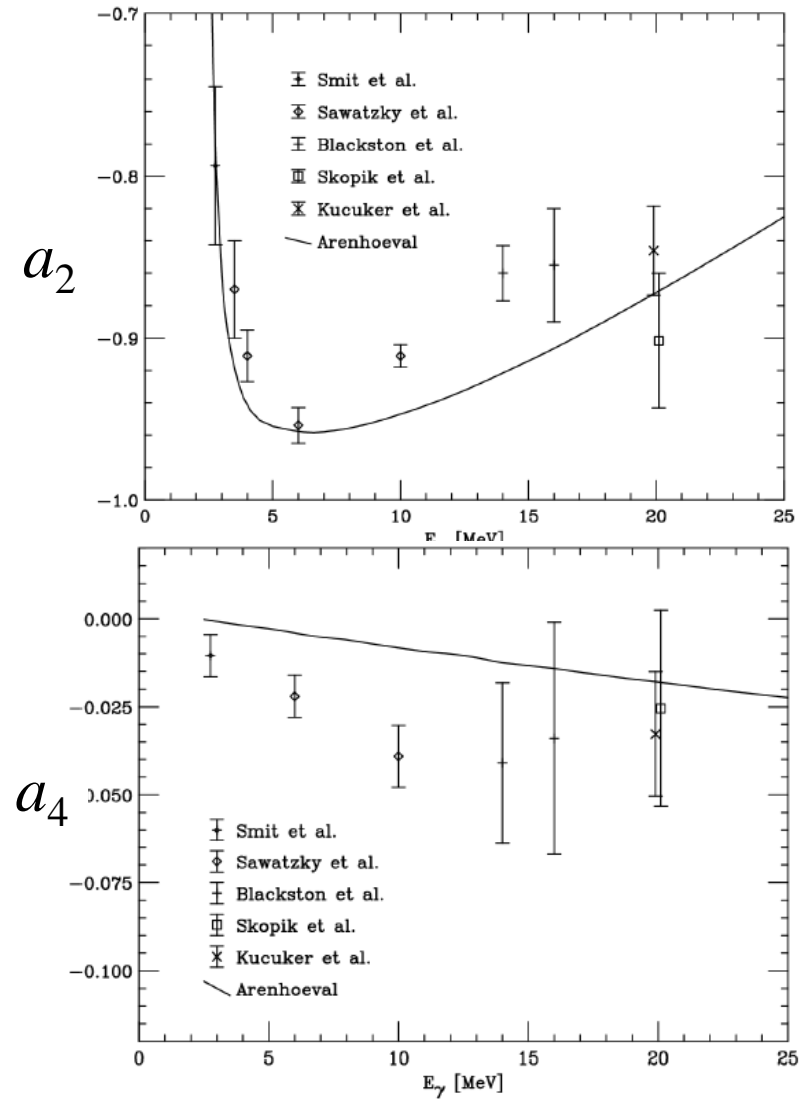 −0.7
−0.8
−0.9
−1.0
a2
Smit et al.
Sawatzky et al.
Blackston et al.
Skopik et al.
Kucuker et al.
Arenhoeval
0 5 10 15 20 25
[MeV]
0.000
−0.025
0.050
−0.075
−0.100
a4
Smit et al.
Sawatzky et al.
Blackston et al.
Skopik et al.
Kucuker et al.
Arenhoeval
0 5 10 15 20 25
Eγ [MeV]